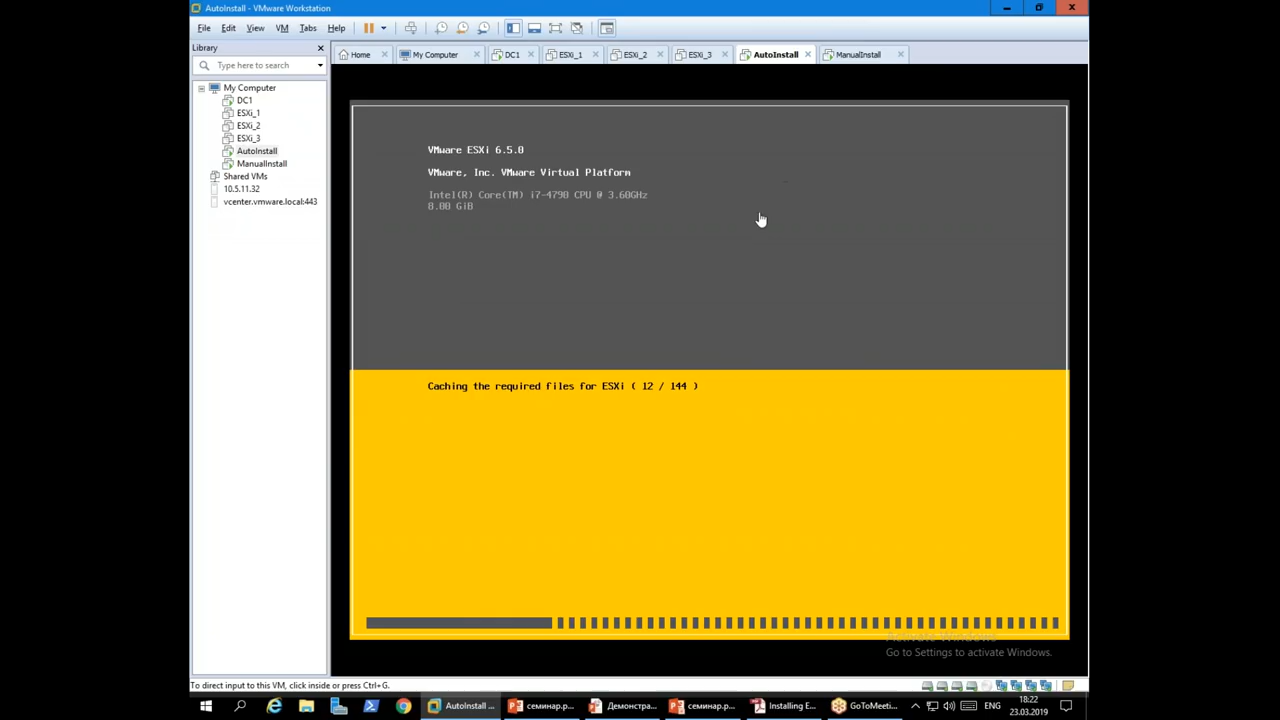 AutoInstall - VMware Workstation
File Edit View VM Tabs Help
Library
Type here to search
Home My Computer DC1 ESXi_1 ESXi_2 ESXi_3 AutoInstall ManualInstall
My Computer
DC1
ESXi_1
ESXi_2
ESXi_3
AutoInstall
ManualInstall
Shared VMs
10.5.11.32
vcenter.vmware.local:443
VMware ESXi 6.5.0
VMware, Inc. VMware Virtual Platform
Intel(R) Core(TM) i7-4790 CPU @ 3.60GHz
8.00 GiB
Caching the required files for ESXi ( 12 / 144 )
Activate Windows
Go to Settings to activate Windows.
To direct input to this VM, click inside or press Ctrl+G.
AutoInstall ... семинар.p... Демонстра... семинар.p... Installing E... GoToMeeti... ENG 18:22
23.03.2019